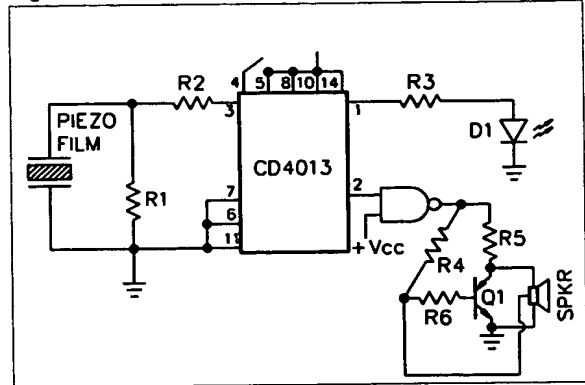 4 5 8 10 14
R2
R3
3
1
PIEZO
FILM
D1
R1
CD4013
7
2
6
11
+Vcc
R4
R5
R6
Q1
SPKR